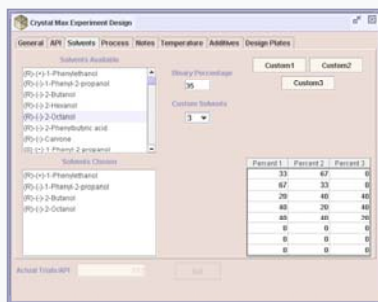 Crystal Max Experiment Design
General API Solvents Process Notes Temperature Additives Design Plates
Solvents Available
(R)-(+)-1-Phenylethanol
(R)-(-)-1-Phenyl-2-propanol
(R)-(-)-2-Butanol
(R)-(-)-2-Hexanol
(R)-(-)-2-Octanol
(R)-(-)-2-Phenylbutyric acid
(R)-(-)-Carvone
(S)-(+)-1-Phenyl-2-propanol
Binary Percentage
35
Custom Solvents
3
Custom1 Custom2
Custom3
Solvents Chosen
(R)-(+)-1-Phenylethanol
(R)-(-)-1-Phenyl-2-propanol
(R)-(-)-2-Butanol
(R)-(-)-2-Octanol
Percent 1 Percent 2 Percent 3
33 67 0
67 33 0
20 40 40
40 20 40
40 40 20
0 0 0
0 0 0
0 0 0
Actual Trials/API